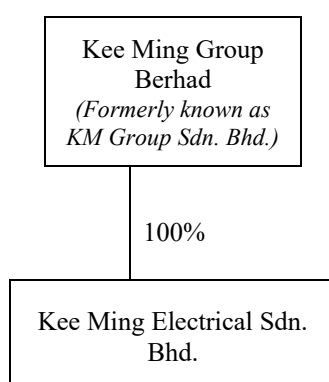 Kee Ming Group
Berhad
(Formerly known as
KM Group Sdn. Bhd.)
100%
Kee Ming Electrical Sdn.
Bhd.